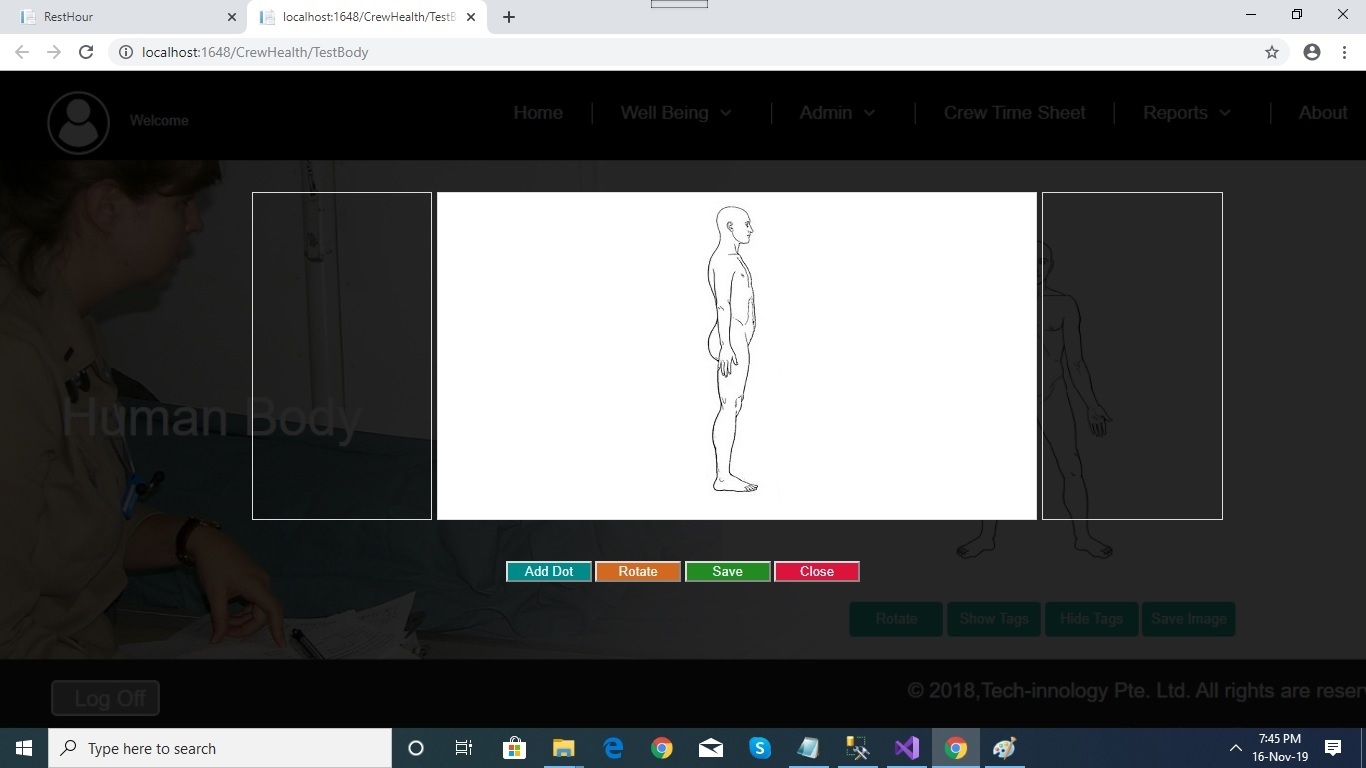 RestHour
localhost:1648/CrewHealth/TestB
localhost:1648/CrewHealth/TestBody
Welcome
Home
Well Being
Admin
Crew Time Sheet
Reports
About
Human Body
Add Dot
Rotate
Save
Close
Rotate
Show Tags
Hide Tags
Save Image
Log Off
© 2018,Tech-innology Pte. Ltd. All rights are reser
Type here to search
7:45 PM
16-Nov-19